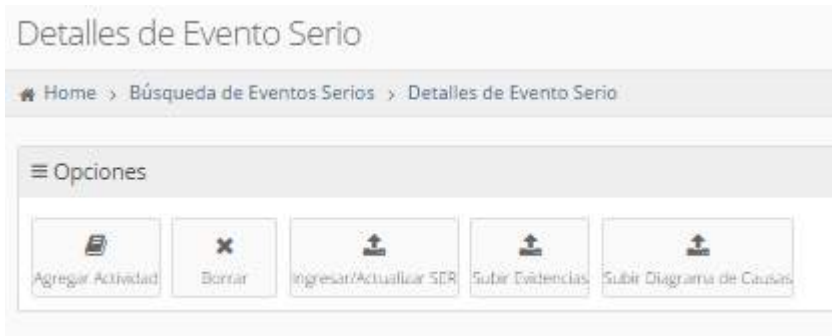 Detalles de Evento Serio
Home > Búsqueda de Eventos Serios > Detalles de Evento Serio
Opciones
Agregar Actividad Borrar Ingresar/Actualizar SER Subir Evidencias Subir Diagrama de Causas